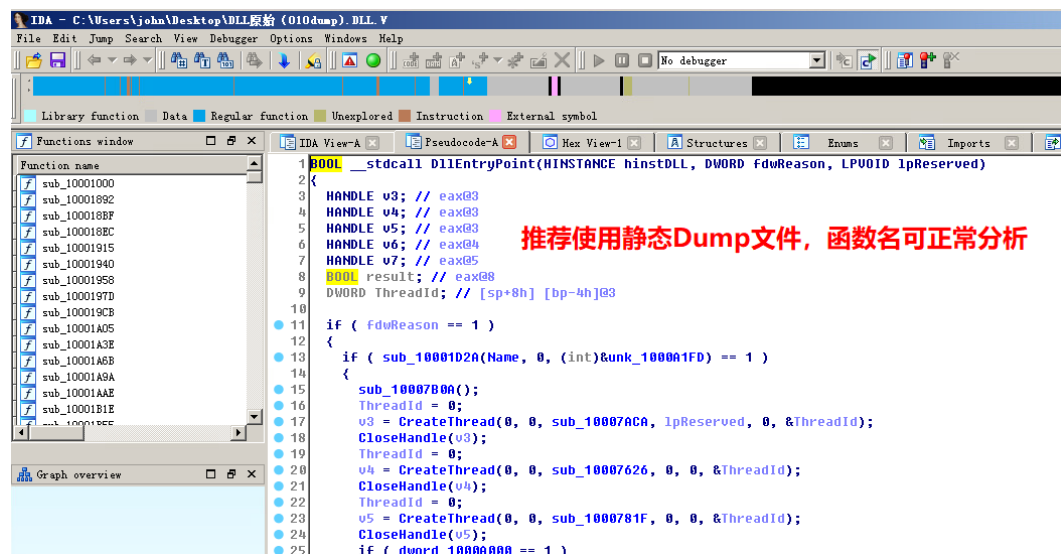 IDA - C:\Users\john\Desktop\DLL原始 (010dump).DLL.V
File Edit Jump Search View Debugger Options Windows Help
No debugger
Library function Data Regular function Unexplored Instruction External symbol
Functions window
IDA View-A Pseudocode-A Hex View-1 Structures Enums Imports
Function name
f sub_10001000
f sub_10001892
f sub_100018BF
f sub_100018EC
f sub_10001915
f sub_10001940
f sub_10001958
f sub_1000197D
f sub_100019CB
f sub_10001A05
f sub_10001A3E
f sub_10001A6B
f sub_10001A9A
f sub_10001AAE
f sub_10001B1E
Graph overview
1 BOOL __stdcall DllEntryPoint(HINSTANCE hinstDLL, DWORD fdwReason, LPVOID lpReserved)
2 {
3 HANDLE v3; // eax@3
4 HANDLE v4; // eax@3
5 HANDLE v5; // eax@3
6 HANDLE v6; // eax@4
7 HANDLE v7; // eax@5
8 BOOL result; // eax@8
9 DWORD ThreadId; // [sp+8h] [bp-4h]@3
10
推荐使用静态Dump文件，函数名可正常分析
11 if ( fdwReason == 1 )
12 {
13 if ( sub_10001D2A(Name, 0, (int)&unk_1000A1FD) == 1 )
14 {
15 sub_10007B0A();
16 ThreadId = 0;
17 v3 = CreateThread(0, 0, sub_10007ACA, lpReserved, 0, &ThreadId);
18 CloseHandle(v3);
19 ThreadId = 0;
20 v4 = CreateThread(0, 0, sub_10007626, 0, 0, &ThreadId);
21 CloseHandle(v4);
22 ThreadId = 0;
23 v5 = CreateThread(0, 0, sub_1000781F, 0, 0, &ThreadId);
24 CloseHandle(v5);
25 if ( dword_1000A000 == 1 )